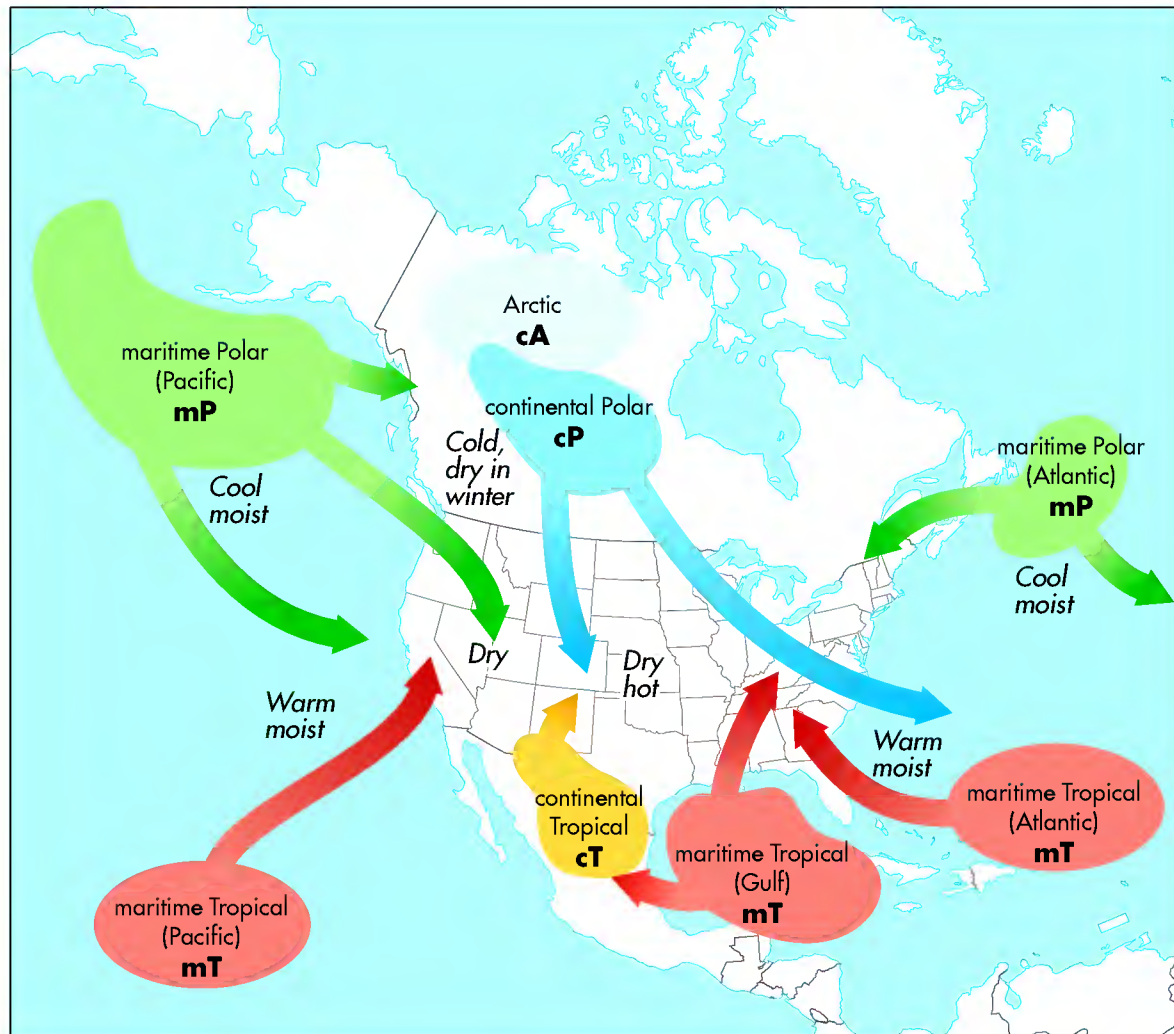 Arctic
cA
maritime Polar
(Pacific)
mP
continental Polar
cP
Cold,
dry in
winter
Cool
moist
maritime Polar
(Atlantic)
mP
Cool
moist
Dry
Dry
hot
Warm
moist
Warm
moist
continental
Tropical
cT
maritime Tropical
(Atlantic)
mT
maritime Tropical
(Gulf)
mT
maritime Tropical
(Pacific)
mT